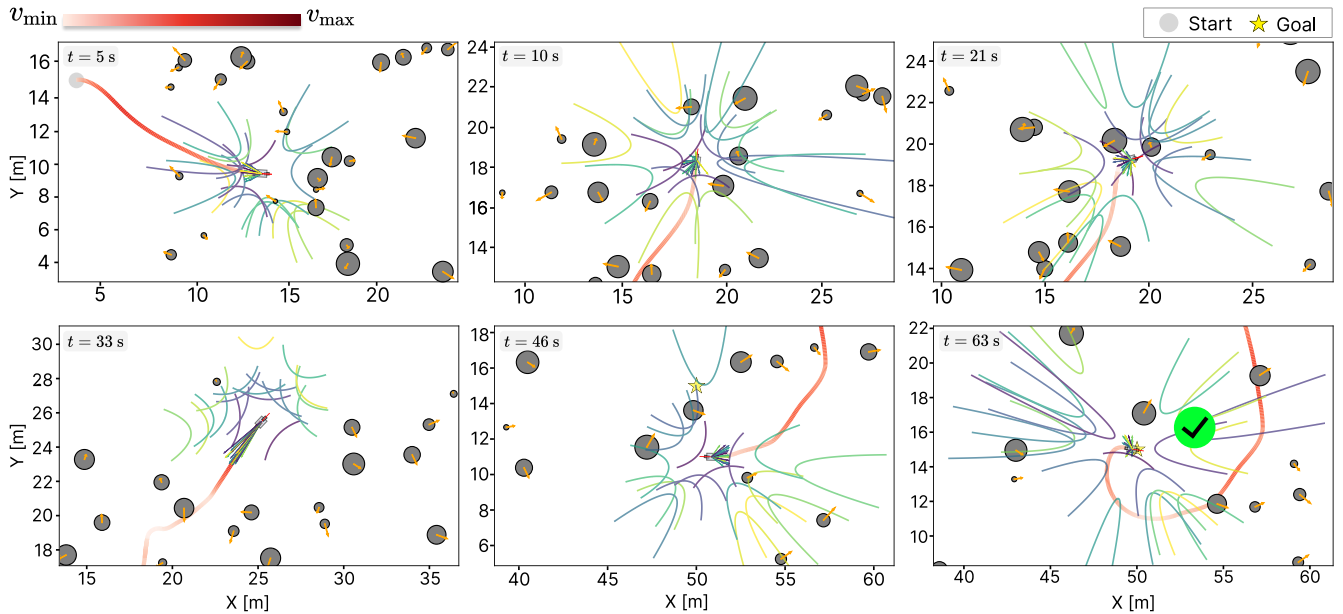 v_min v_max
Start Goal
t = 5 s
Y [m]
16
14
12
10
8
6
4
5 10 15 20
t = 10 s
24
22
20
18
16
14
10 15 20 25
t = 21 s
24
22
20
18
16
14
10 15 20 25
t = 33 s
Y [m]
30
28
26
24
22
20
18
15 20 25 30 35
X [m]
t = 46 s
18
16
14
12
10
8
6
40 45 50 55 60
X [m]
t = 63 s
22
20
18
16
14
12
10
40 45 50 55 60
X [m]